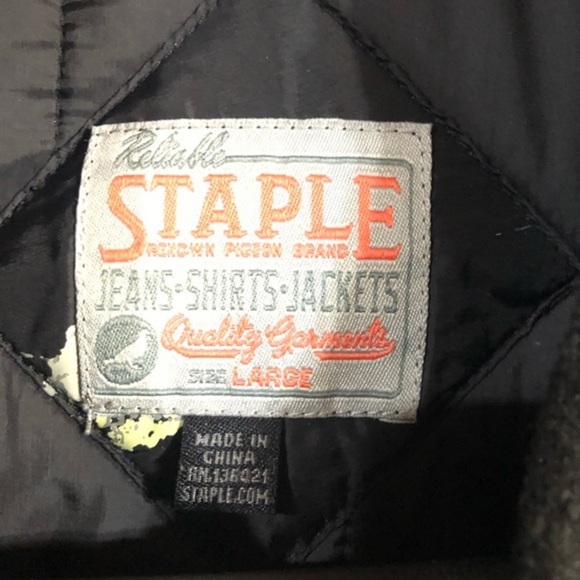 Reliable
STAPLE
RENOWN PIGEON BRAND
JEANS·SHIRTS·JACKETS
Quality Garments
SIZE LARGE
MADE IN
CHINA
RN.136021
STAPLE.COM